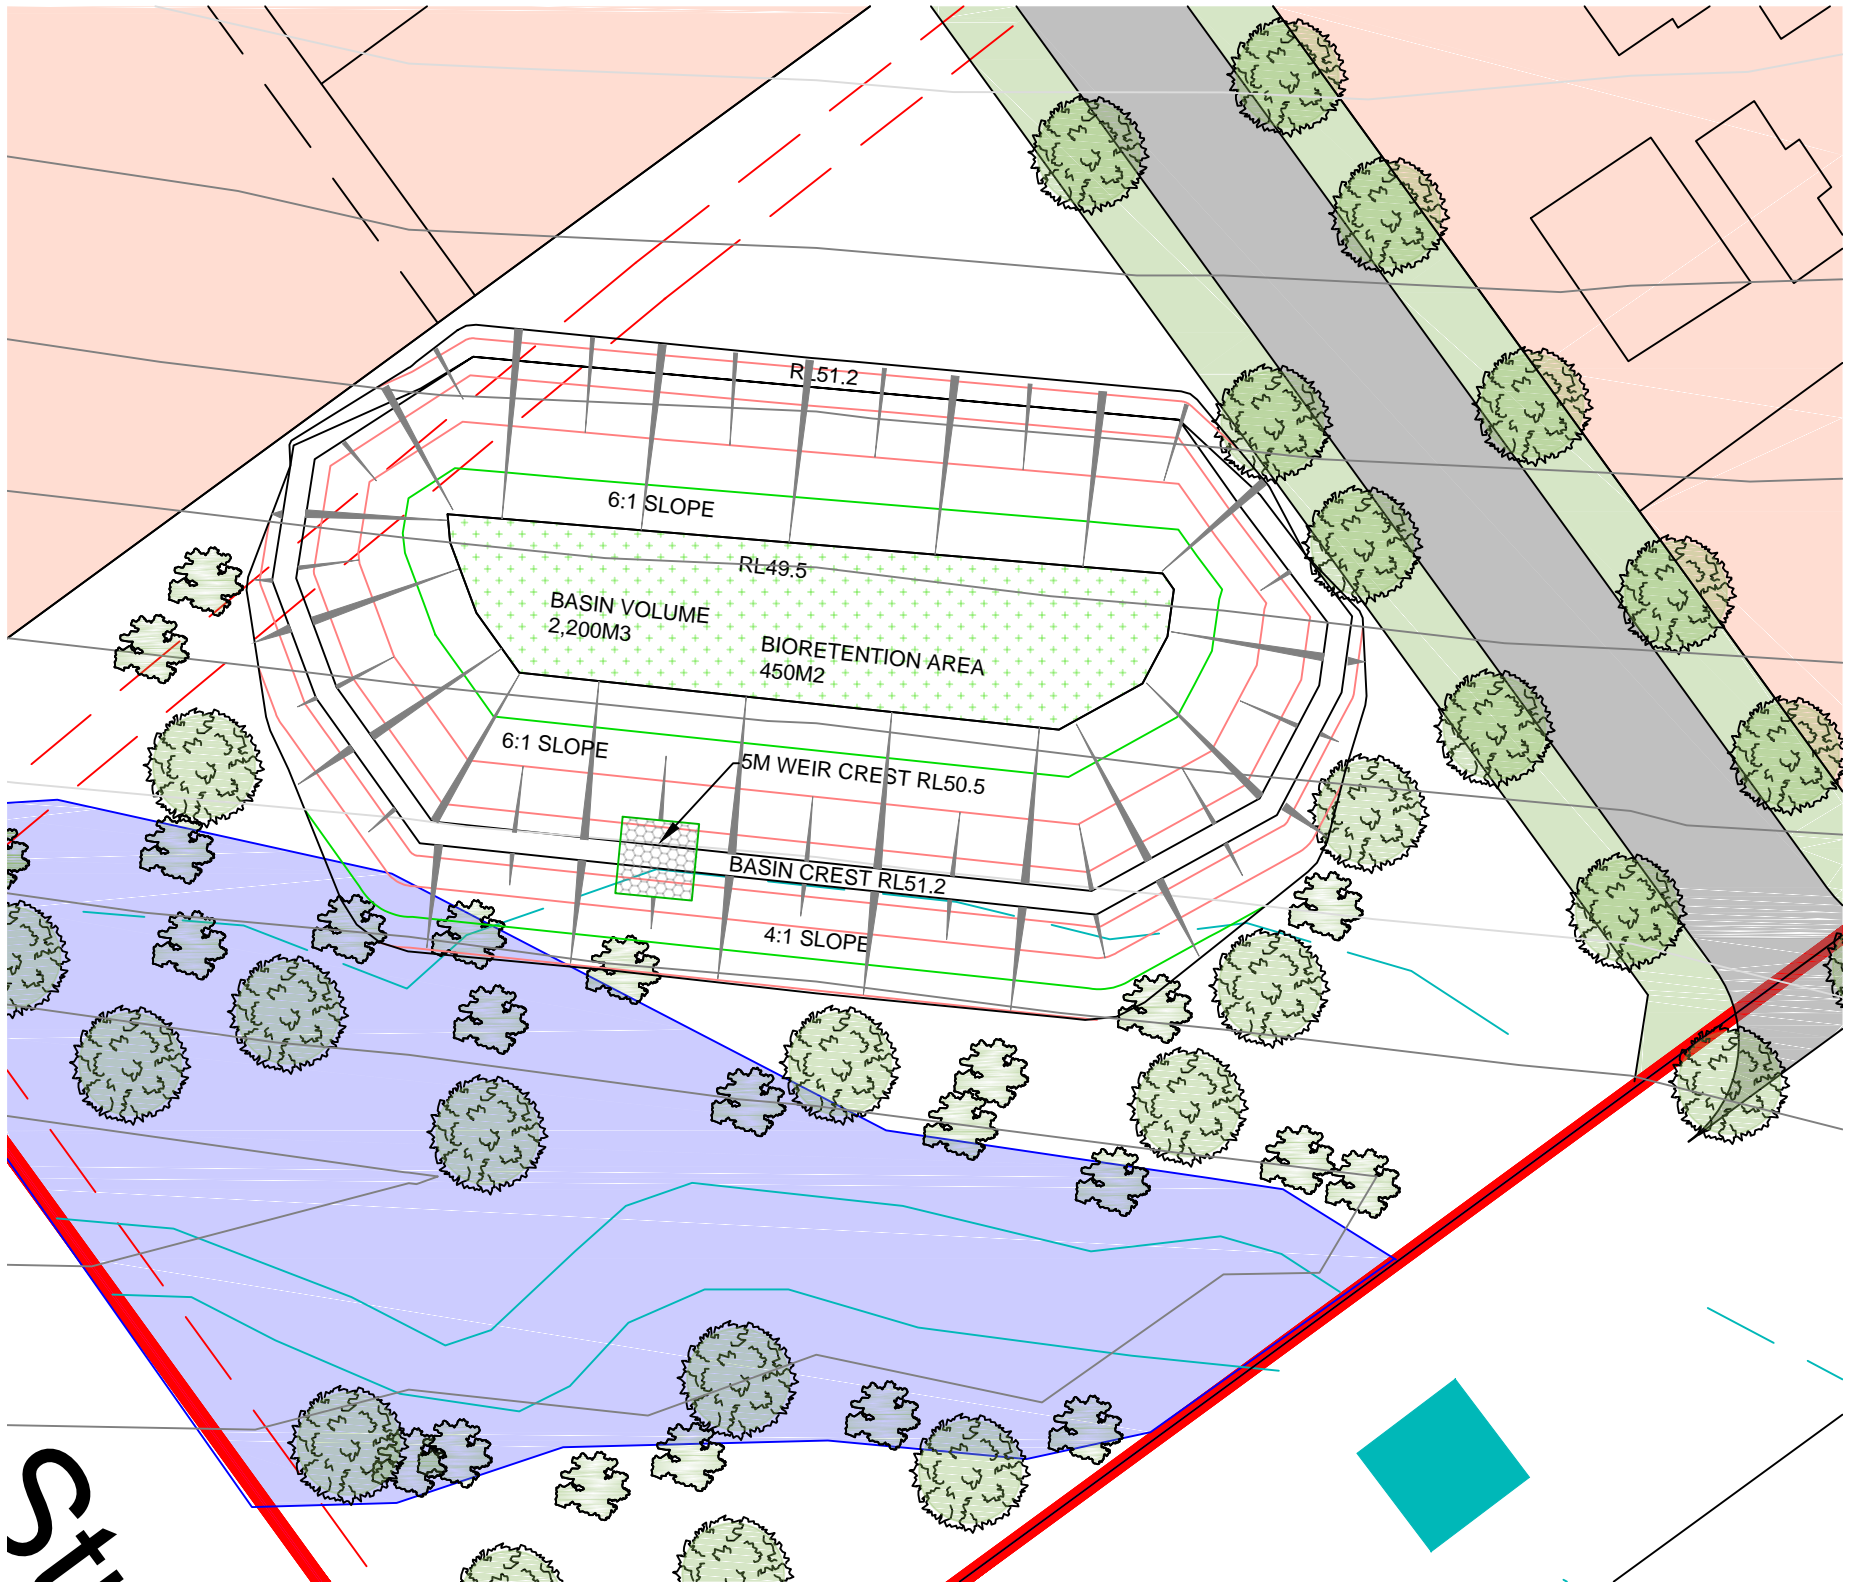 RL51.2
6:1 SLOPE
RL49.5
BASIN VOLUME
2,200M3
BIORETENTION AREA
450M2
6:1 SLOPE
5M WEIR CREST RL50.5
BASIN CREST RL51.2
4:1 SLOPE